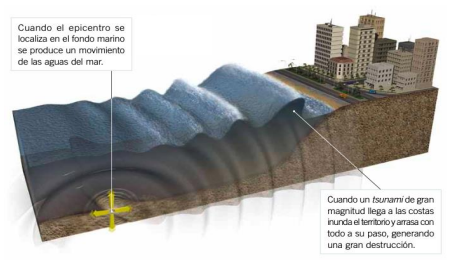 Cuando el epicentro se
localiza en el fondo marino
se produce un movimiento
de las aguas del mar.
Cuando un tsunami de gran
magnitud llega a las costas
inunda el territorio y arrasa con
todo a su paso, generando
una gran destrucción.